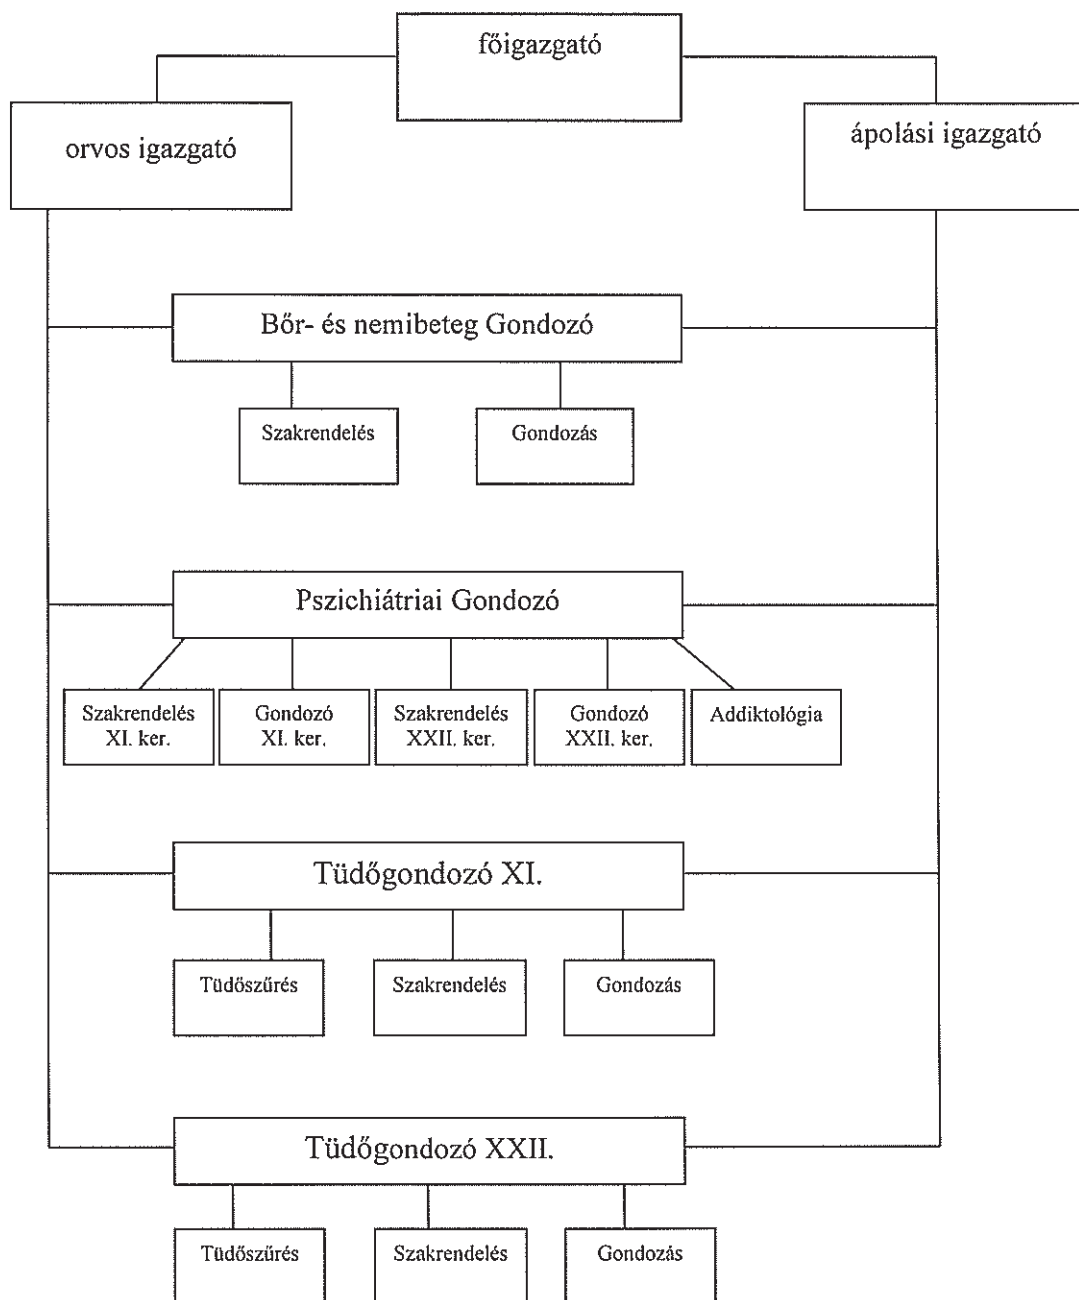 főigazgató
orvos igazgató
ápolási igazgató
Bőr- és nemibeteg Gondozó
Szakrendelés
Gondozás
Pszichiátriai Gondozó
Szakrendelés
XI. ker.
Gondozó
XI. ker.
Szakrendelés
XXII. ker.
Gondozó
XXII. ker.
Addiktológia
Tüdőgondozó XI.
Tüdőszűrés
Szakrendelés
Gondozás
Tüdőgondozó XXII.
Tüdőszűrés
Szakrendelés
Gondozás